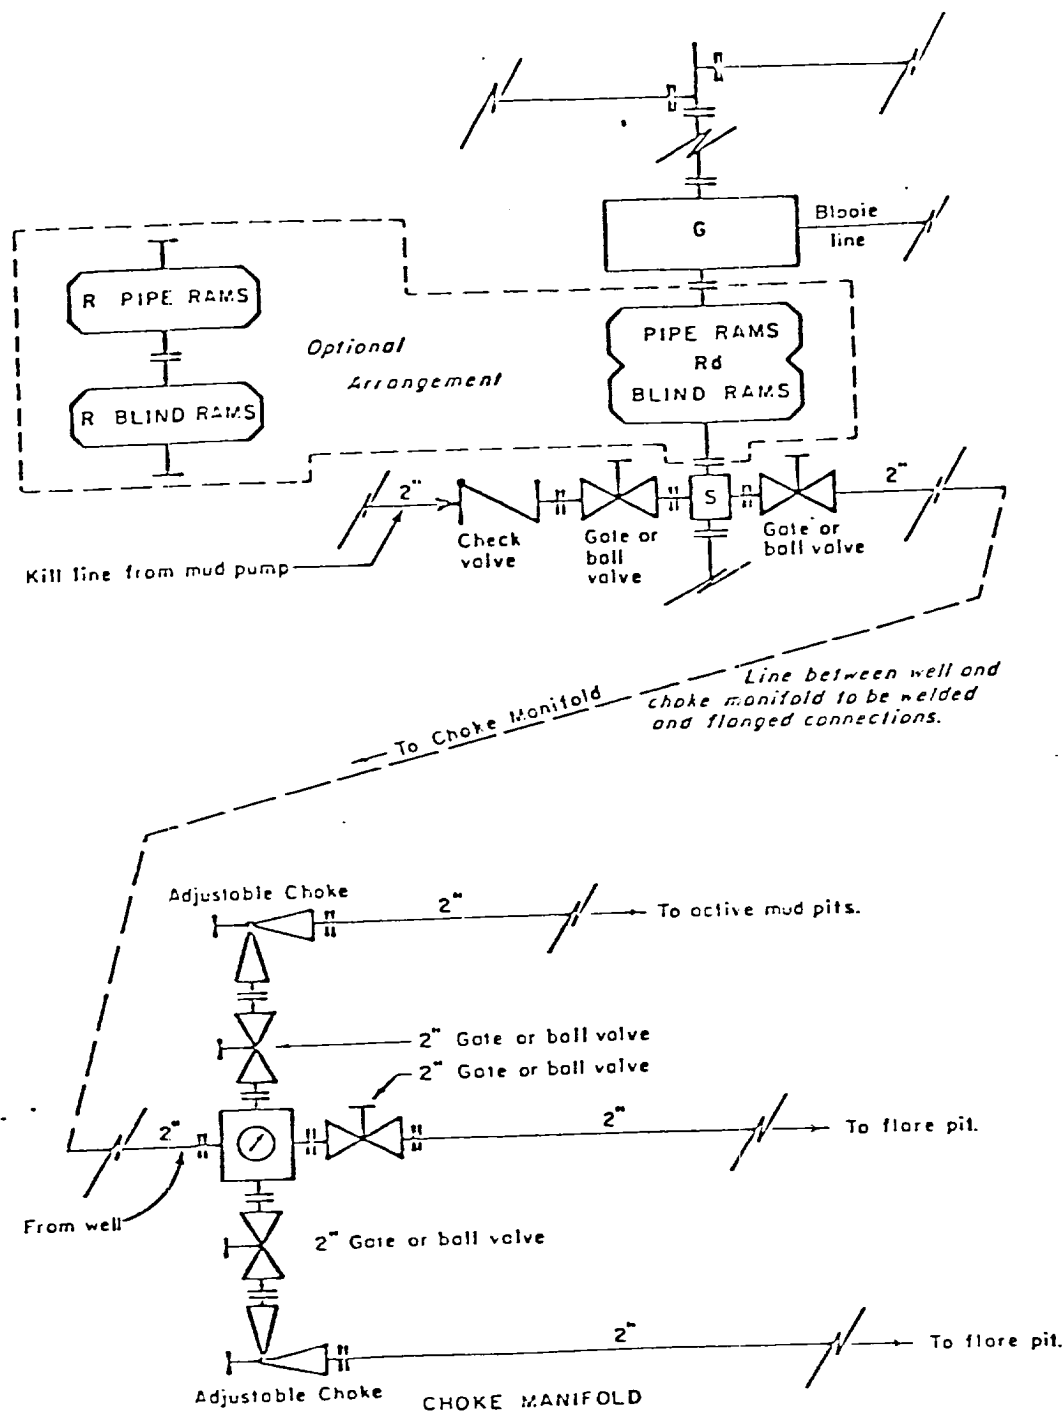 G
Blooie
line
R PIPE RAMS
PIPE RAMS
Rd
BLIND RAMS
Optional
Arrangement
R BLIND RAMS
2"
S
2"
Check
valve
Gate or
ball
valve
Gate or
ball valve
Kill line from mud pump
Line between well and
choke manifold to be welded
and flanged connections.
To Choke Manifold
Adjustable Choke
2"
To active mud pits.
2" Gate or ball valve
2" Gate or ball valve
2"
2"
To flare pit.
From well
2" Gate or ball valve
2"
To flare pit.
Adjustable Choke
CHOKE MANIFOLD